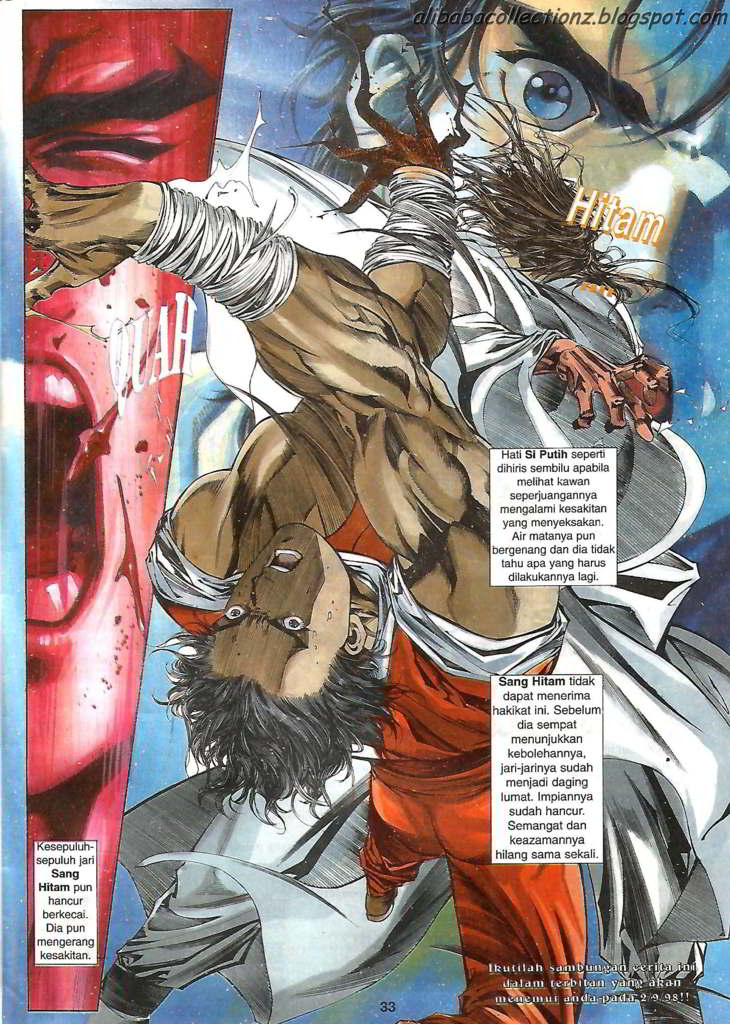 alibabacollectionz.blogspot.com
Hitam
QUAH
Hati Si Putih seperti
dihiris sembilu apabila
melihat kawan
seperjuangannya
mengalami kesakitan
yang menyeksakan.
Air matanya pun
bergenang dan dia tidak
tahu apa yang harus
dilakukannya lagi.
Sang Hitam tidak
dapat menerima
hakikat ini. Sebelum
dia sempat
menunjukkan
kebolehannya,
jari-jarinya sudah
menjadi daging
lumat. Impiannya
sudah hancur.
Semangat dan
keazamannya
hilang sama sekali.
Kesepuluh-
sepuluh jari
Sang
Hitam pun
hancur
berkecai.
Dia pun
mengerang
kesakitan.
Ikutilah sambungan cerita ini
dalam terbitan yang akan
menemui anda pada 2.9.98!!
33